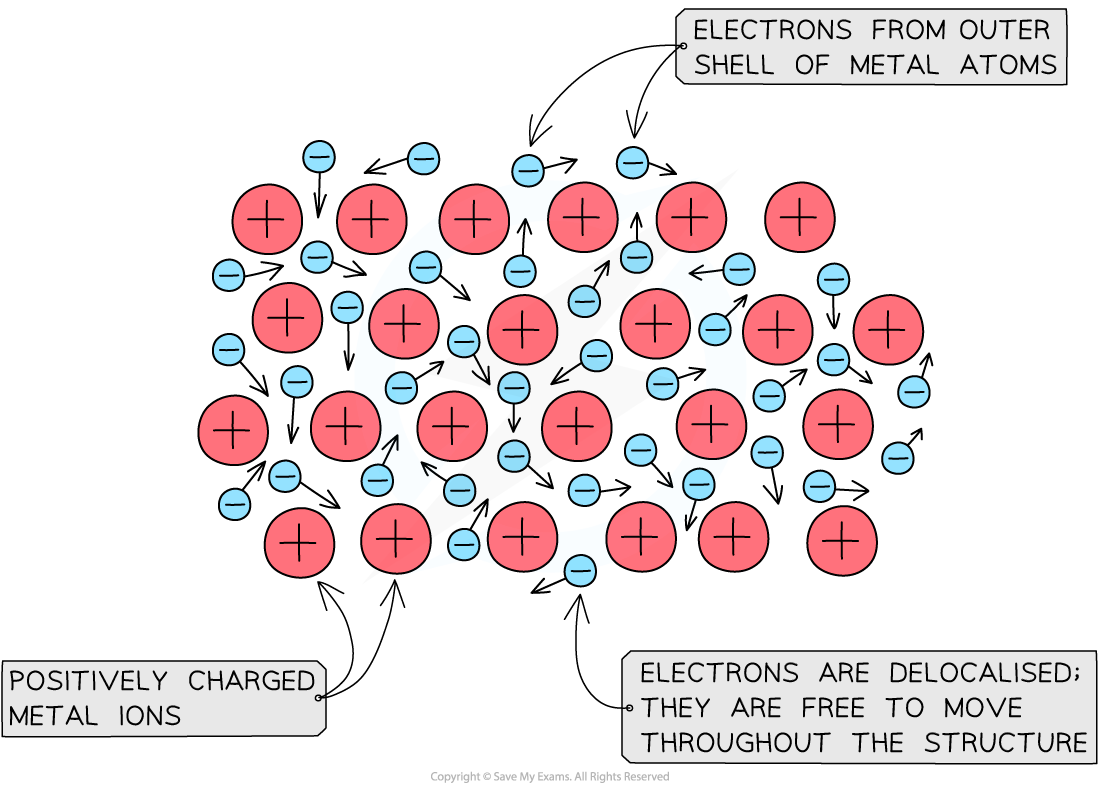 ELECTRONS FROM OUTER
SHELL OF METAL ATOMS
POSITIVELY CHARGED
METAL IONS
ELECTRONS ARE DELOCALISED;
THEY ARE FREE TO MOVE
THROUGHOUT THE STRUCTURE
Copyright © Save My Exams. All Rights Reserved